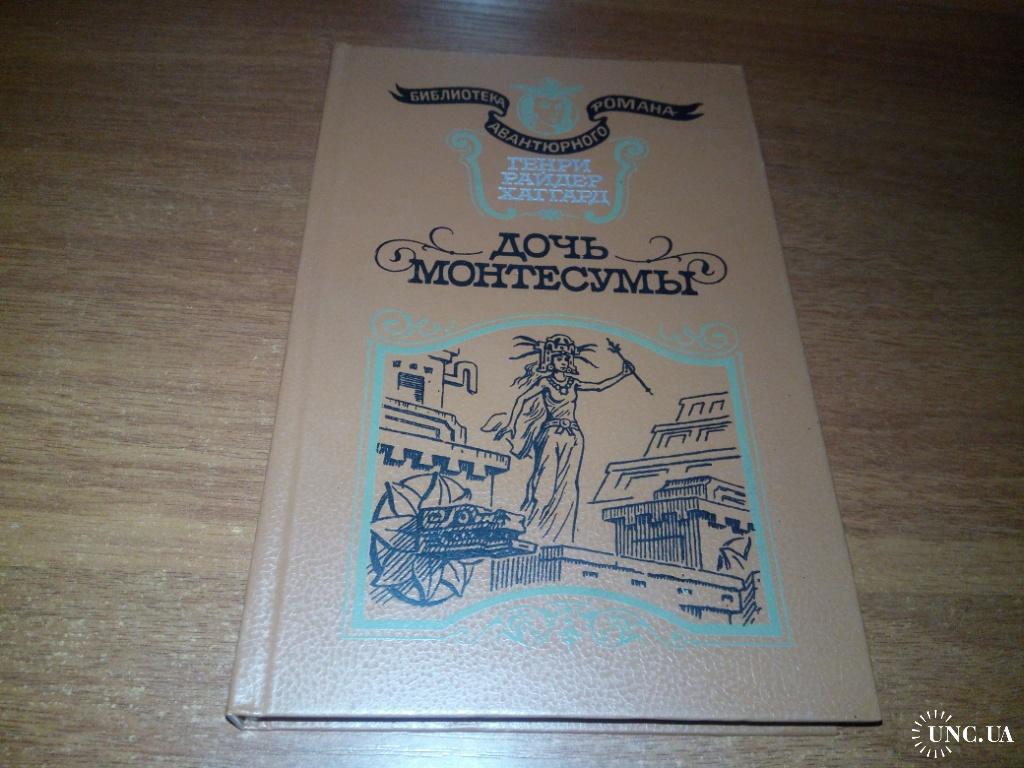 БИБЛИОТЕКА
АВАНТЮРНОГО
РОМАНА
ГЕНРИ
РАЙДЕР
ХАГГАРД
ДОЧЬ
МОНТЕСУМЫ
UNC.UA